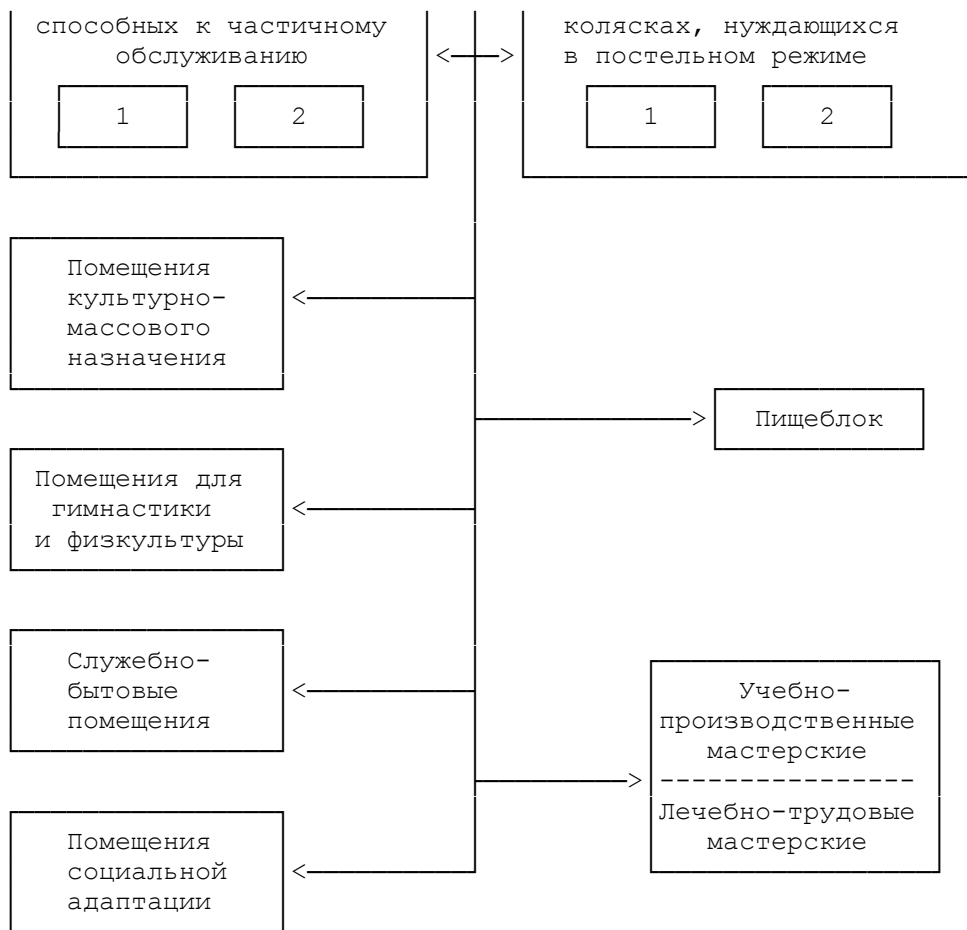 способных к частичному
обслуживанию
1 2
колясках, нуждающихся
в постельном режиме
1 2
Помещения
культурно-
массового
назначения
Пищеблок
Помещения для
гимнастики
и физкультуры
Служебно-
бытовые
помещения
Учебно-
производственные
мастерские
Лечебно-трудовые
мастерские
Помещения
социальной
адаптации